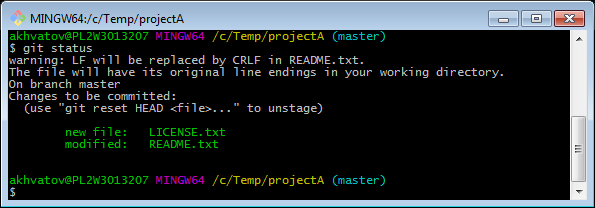 MINGW64:/c/Temp/projectA
akhvatov@PL2W3013207 MINGW64 /c/Temp/projectA (master)
$ git status
warning: LF will be replaced by CRLF in README.txt.
The file will have its original line endings in your working directory.
On branch master
Changes to be committed:
  (use "git reset HEAD <file>..." to unstage)
        new file:   LICENSE.txt
        modified:   README.txt
akhvatov@PL2W3013207 MINGW64 /c/Temp/projectA (master)
$